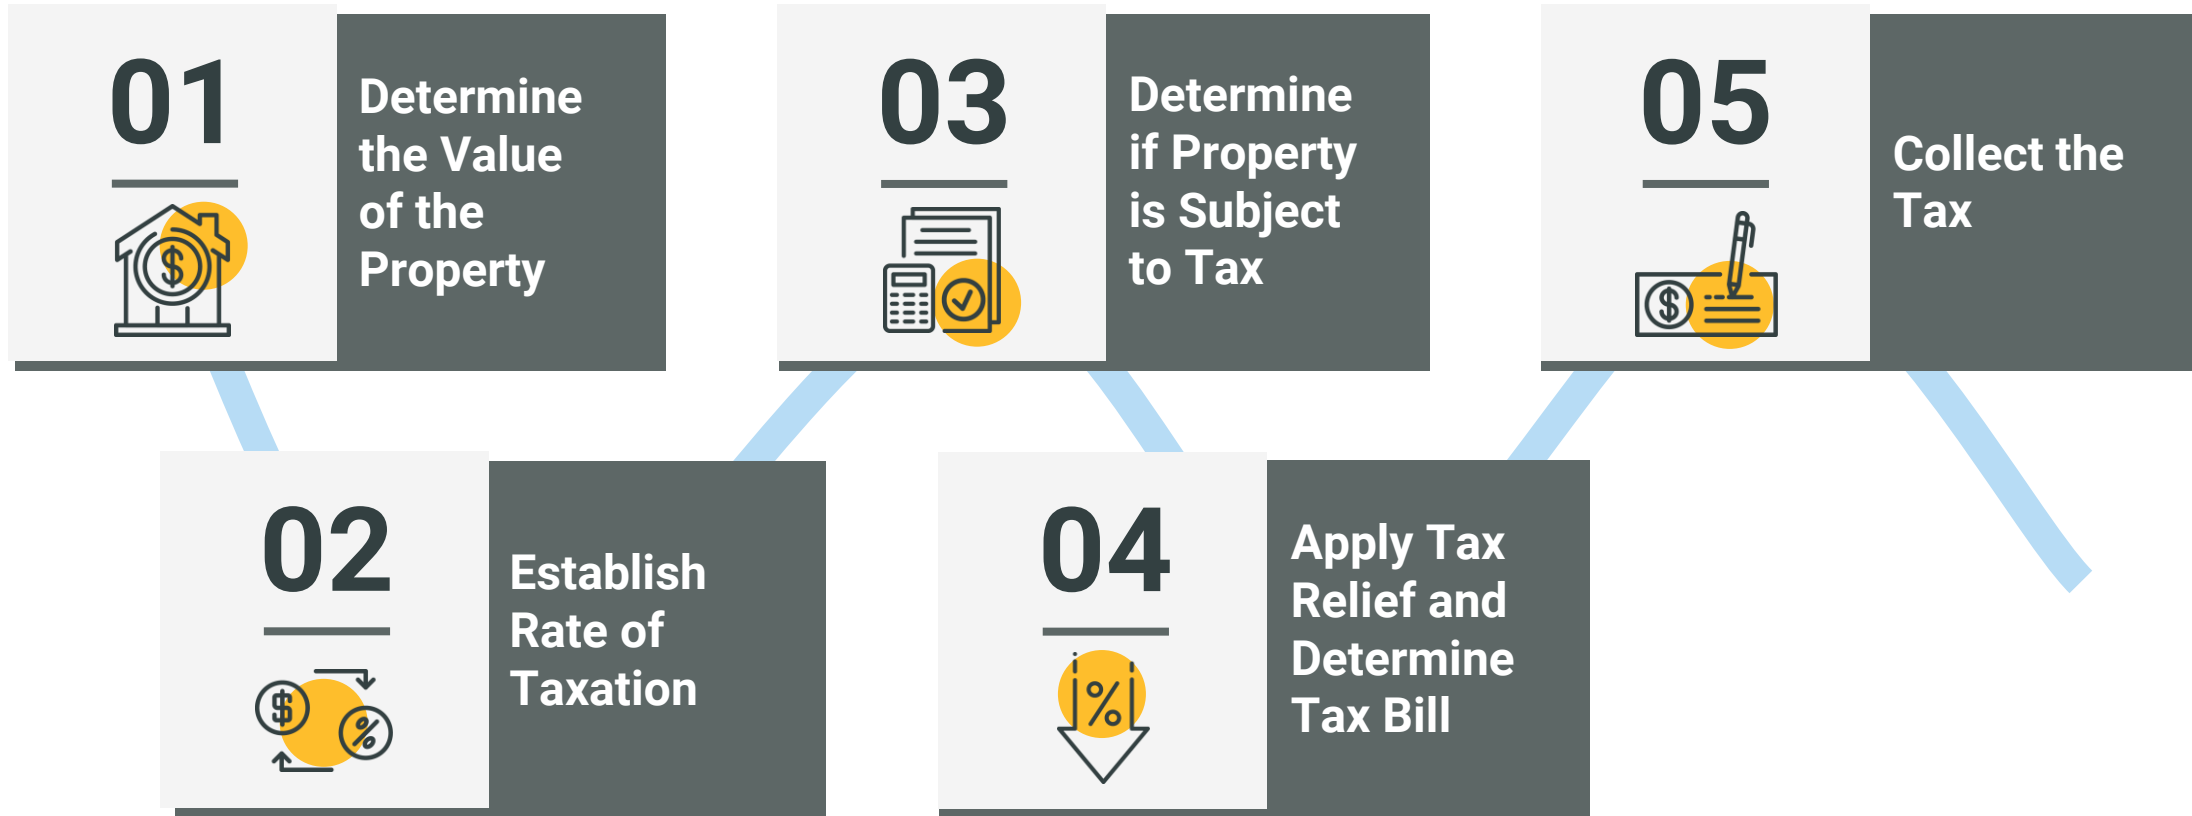 01
Determine
the Value
of the
Property
02
Establish
Rate of
Taxation
03
Determine
if Property
is Subject
to Tax
04
Apply Tax
Relief and
Determine
Tax Bill
05
Collect the
Tax